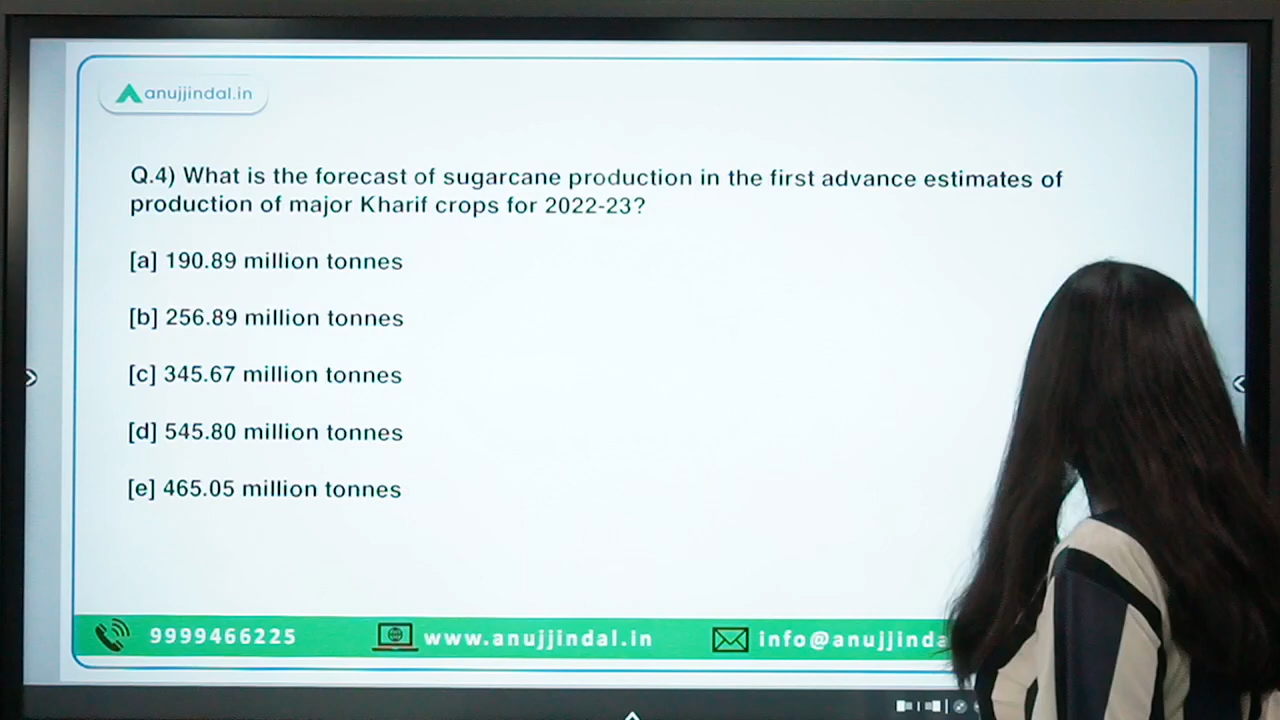 anujjindal.in
Q.4) What is the forecast of sugarcane production in the first advance estimates of
production of major Kharif crops for 2022-23?
[a] 190.89 million tonnes
[b] 256.89 million tonnes
[c] 345.67 million tonnes
[d] 545.80 million tonnes
[e] 465.05 million tonnes
9999466225 www.anujjindal.in info@anujjinda